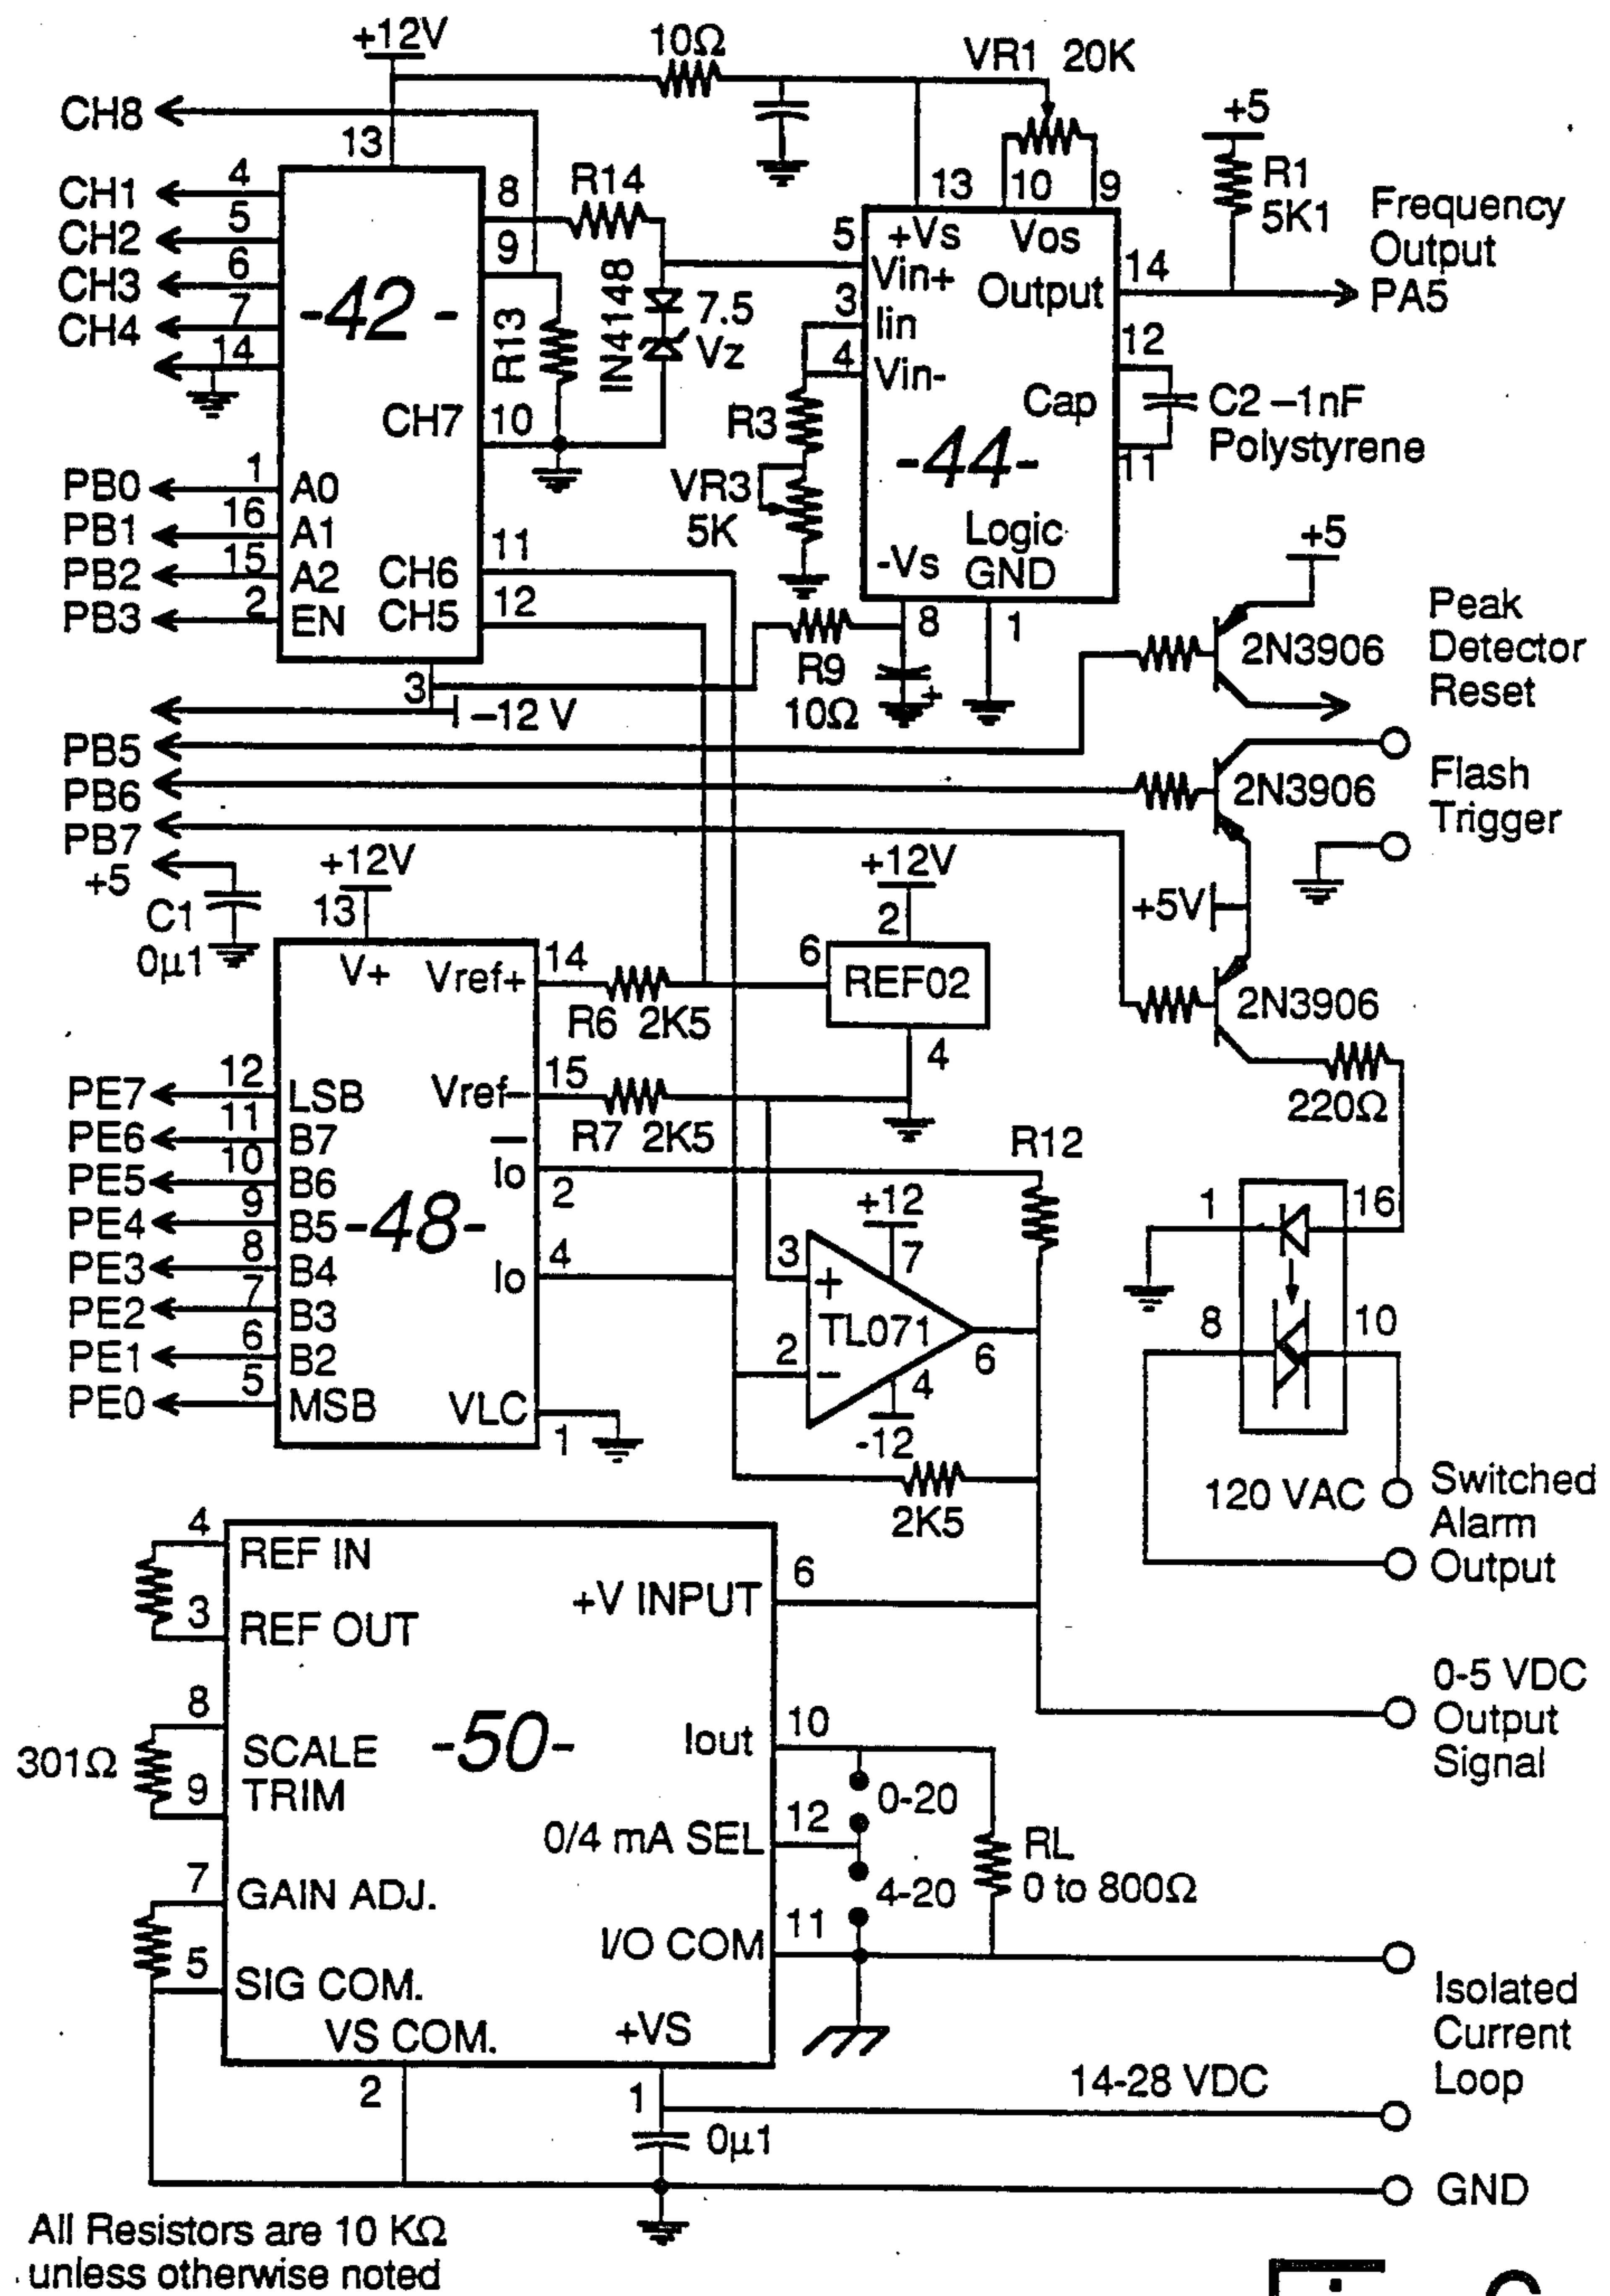 +12V
10Ω
VR1 20K
CH8
13
+5
CH1 4
CH2 5
CH3 6
CH4 7
14
-42-
8
R14
9
R13
IN4148
7.5
Vz
CH7 10
R1
5K1
Frequency
Output
PA5
13 10 9
+Vs Vos
5 Vin+
Output 14
3 Iin
4 Vin-
12
Cap
C2 –1nF
Polystyrene
11
-44-
R3
VR3
5K
Logic
-Vs GND
8 1
PB0 1 A0
PB1 16 A1
PB2 15 A2
PB3 2 EN
CH6 11
CH5 12
3
–12 V
R9
10Ω
+
+5
2N3906
Peak
Detector
Reset
PB5
PB6
PB7
+5
2N3906
Flash
Trigger
C1
0µ1
+12V
13
V+
+12V
2
6
REF02
4
+5V
2N3906
220Ω
Vref+ 14
R6 2K5
Vref– 15
R7 2K5
PE7 12 LSB
PE6 11 B7
PE5 10 B6
PE4 9 B5
PE3 8 B4
PE2 7 B3
PE1 6 B2
PE0 5 MSB
-48-
Io 2
Io 4
VLC 1
R12
+12
7
3 +
TL071
2 –
6
4
-12
2K5
1 16
8 10
120 VAC
Switched
Alarm
Output
4 REF IN
3 REF OUT
8
301Ω
SCALE
9 TRIM
7 GAIN ADJ.
5 SIG COM.
-50-
+V INPUT 6
Iout 10
0-20
0/4 mA SEL 12
4-20
I/O COM 11
RL
0 to 800Ω
0-5 VDC
Output
Signal
VS COM. +VS
2 1
0µ1
14-28 VDC
Isolated
Current
Loop
GND
All Resistors are 10 KΩ
unless otherwise noted